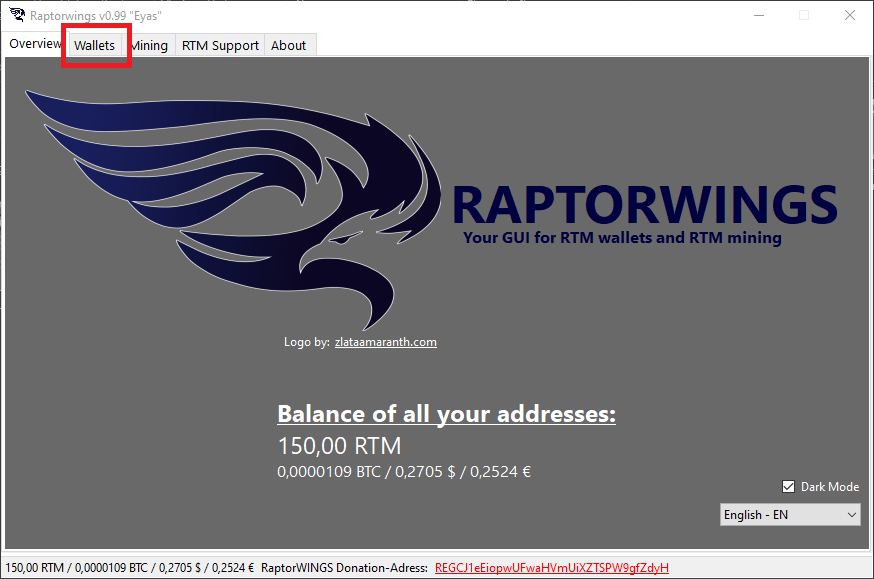 Raptorwings v0.99 "Eyas"
Overview Wallets Mining RTM Support About
RAPTORWINGS
Your GUI for RTM wallets and RTM mining
Logo by: zlataamaranth.com
Balance of all your addresses:
150,00 RTM
0,0000109 BTC / 0,2705 $ / 0,2524 €
Dark Mode
English - EN
150,00 RTM / 0,0000109 BTC / 0,2705 $ / 0,2524 € RaptorWINGS Donation-Adress: REGCJ1eEiopwUFwaHVmUiXZTSPW9gfZdyH